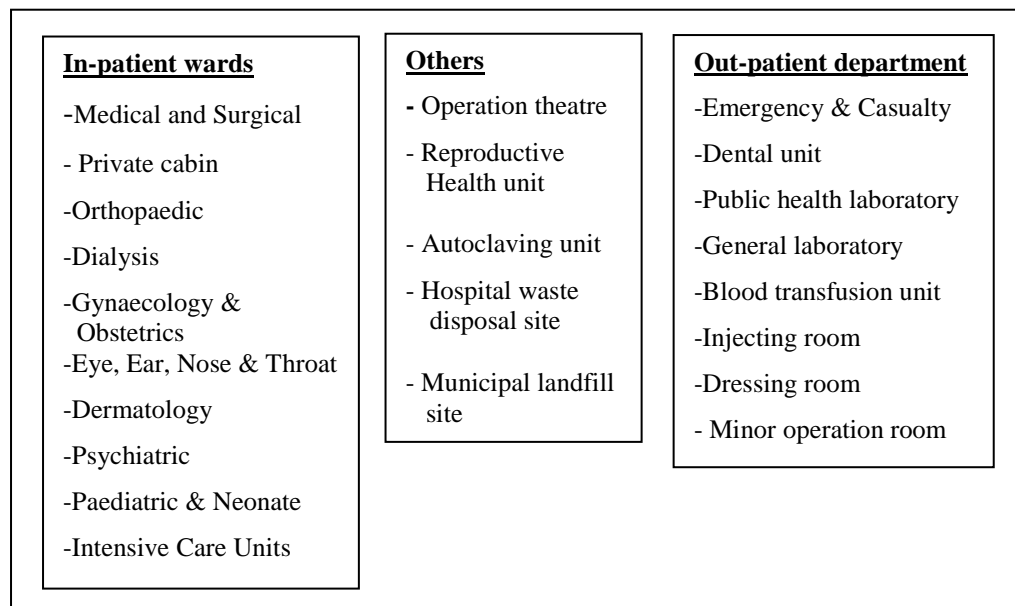 In-patient wards
-Medical and Surgical
- Private cabin
-Orthopaedic
-Dialysis
-Gynaecology &
Obstetrics
-Eye, Ear, Nose & Throat
-Dermatology
-Psychiatric
-Paediatric & Neonate
-Intensive Care Units
Others
- Operation theatre
- Reproductive
Health unit
- Autoclaving unit
- Hospital waste
disposal site
- Municipal landfill
site
Out-patient department
-Emergency & Casualty
-Dental unit
-Public health laboratory
-General laboratory
-Blood transfusion unit
-Injecting room
-Dressing room
- Minor operation room